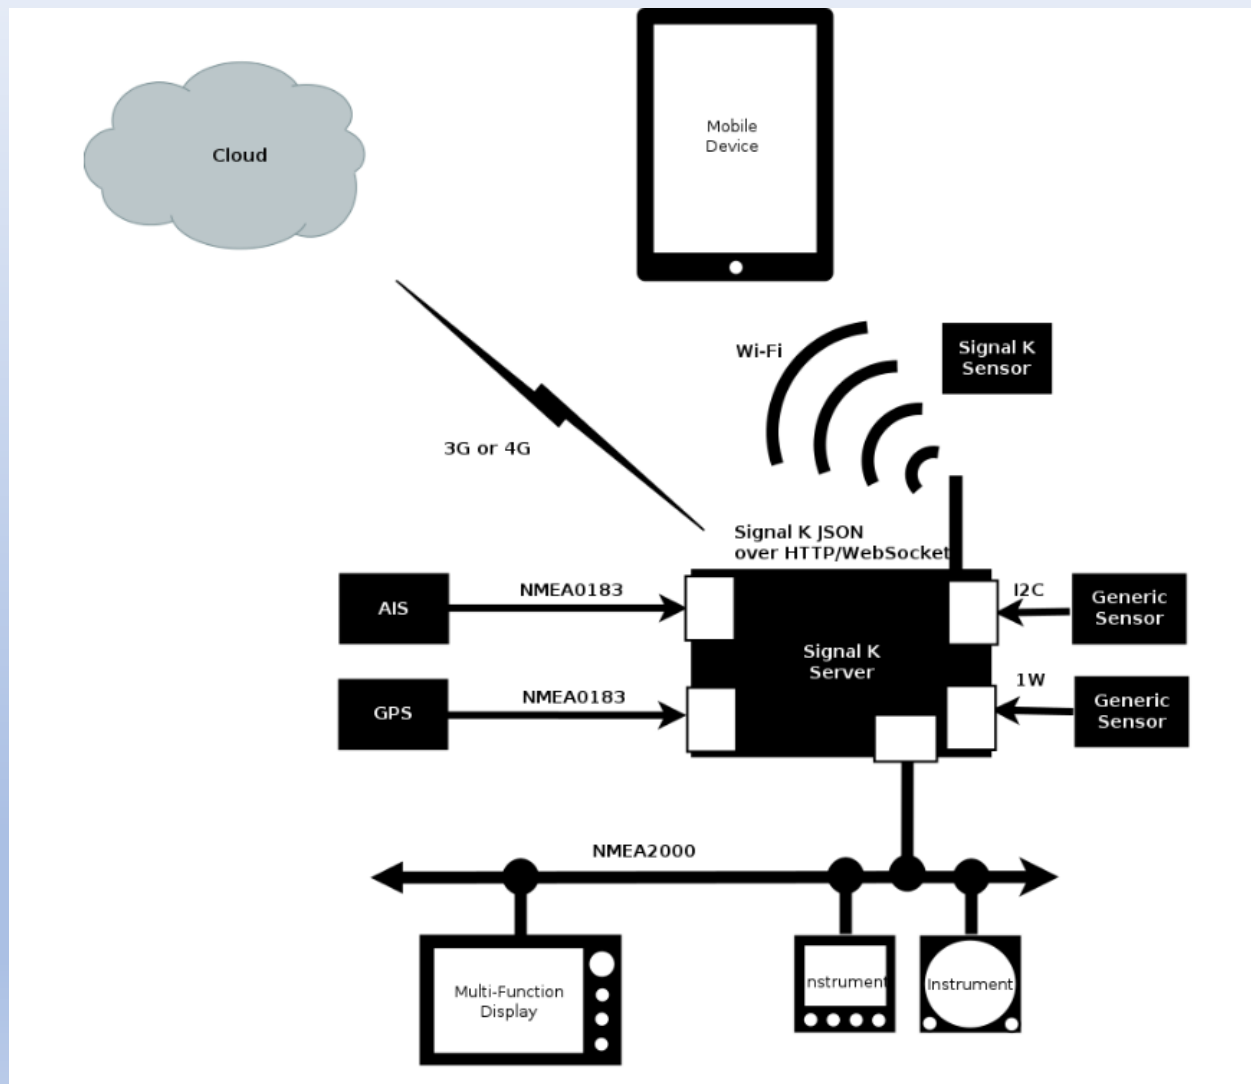 Cloud
Mobile
Device
Wi-Fi
Signal K
Sensor
3G or 4G
Signal K JSON
over HTTP/WebSocket
AIS
NMEA0183
I2C
Generic
Sensor
Signal K
Server
GPS
NMEA0183
1W
Generic
Sensor
NMEA2000
Multi-Function
Display
nstrument
Instrument